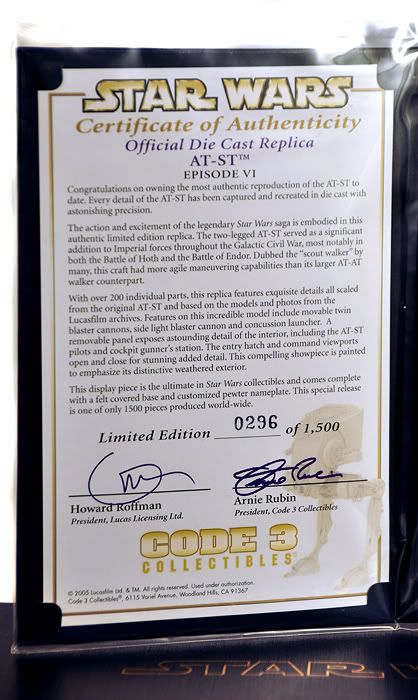 STAR WARS
Certificate of Authenticity
Official Die Cast Replica
AT-ST™
EPISODE VI
Congratulations on owning the most authentic reproduction of the AT-ST to
date. Every detail of the AT-ST has been captured and recreated in die cast with
astonishing precision.
The action and excitement of the legendary Star Wars saga is embodied in this
authentic limited edition replica. The two-legged AT-ST served as a significant
addition to Imperial forces throughout the Galactic Civil War, most notably in
both the Battle of Hoth and the Battle of Endor. Dubbed the "scout walker" by
many, this craft had more agile maneuvering capabilities than its larger AT-AT
walker counterpart.
With over 200 individual parts, this replica features exquisite details all scaled
from the original AT-ST and based on the models and photos from the
Lucasfilm archives. Features on this incredible model include movable twin
blaster cannons, side light blaster cannon and concussion launcher. A
removable panel exposes astounding detail of the interior, including the AT-ST
pilots and cockpit gunner's station. The entry hatch and command viewports
open and close for stunning added detail. This compelling showpiece is painted
to emphasize its distinctive weathered exterior.
This display piece is the ultimate in Star Wars collectibles and comes complete
with a felt covered base and customized pewter nameplate. This special release
is one of only 1500 pieces produced world-wide.
Limited Edition 0296 of 1,500
Howard Roffman
President, Lucas Licensing Ltd.
Arnie Rubin
President, Code 3 Collectibles
CODE 3
COLLECTIBLES®
© 2005 Lucasfilm Ltd. & TM. All rights reserved. Used under authorization.
Code 3 Collectibles®, 6115 Variel Avenue, Woodland Hills, CA 91367
STAR